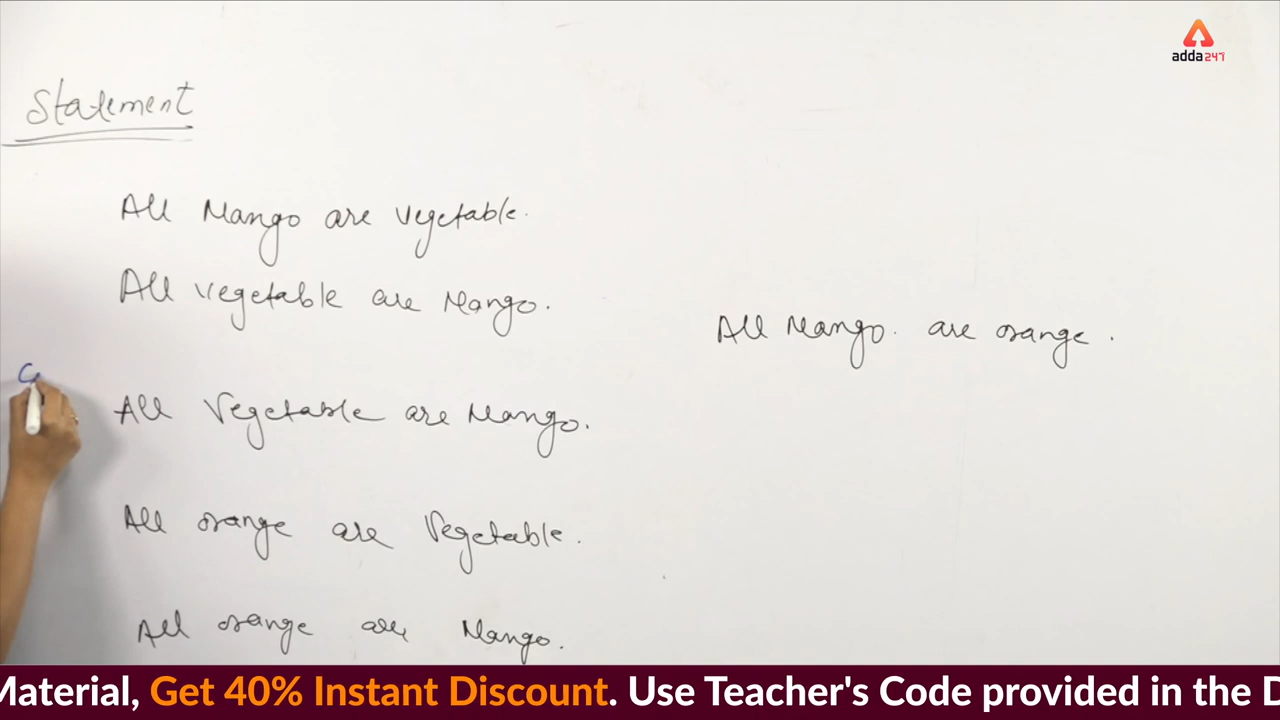 adda247
Statement
All Mango are vegetable.
All vegetable are Mango.
All Mango are orange.
All Vegetable are Mango.
All orange are Vegetable.
All orange are Mango.
Material, Get 40% Instant Discount. Use Teacher's Code provided in the D